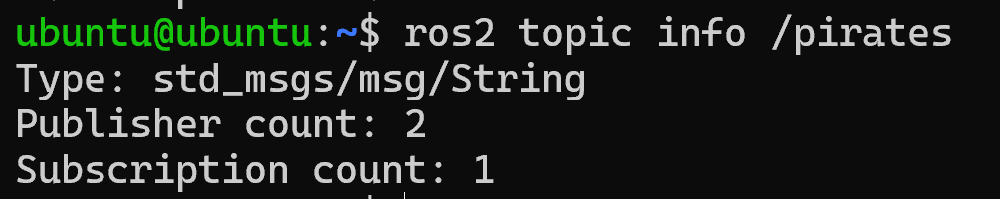 ubuntu@ubuntu:~$ ros2 topic info /pirates
Type: std_msgs/msg/String
Publisher count: 2
Subscription count: 1